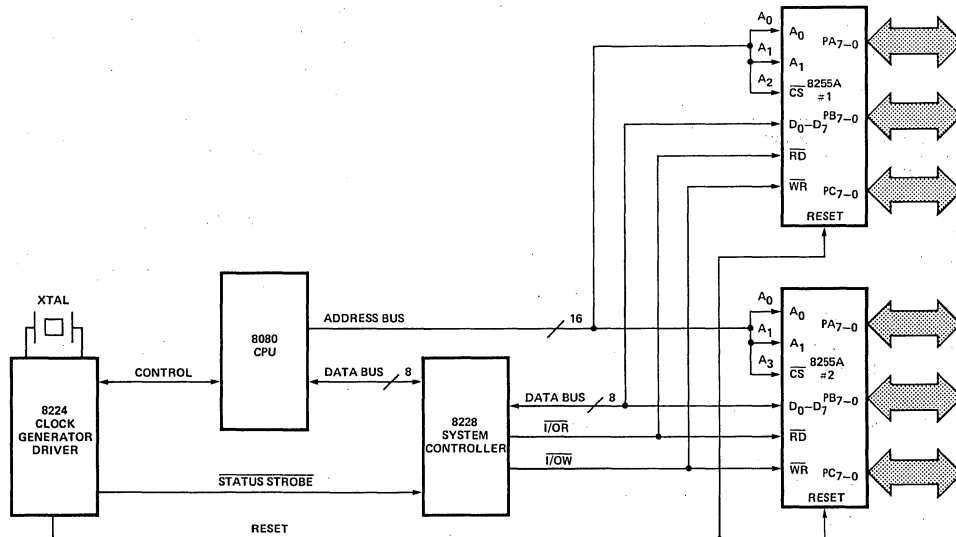 XTAL
8224
CLOCK
GENERATOR
DRIVER
CONTROL
STATUS STROBE
RESET
8080
CPU
ADDRESS BUS
16
DATA BUS
8
8228
SYSTEM
CONTROLLER
DATA BUS
8
I/OR
I/OW
A0
A1
A2
A0
A1
CS
8255A
#1
D0–D7
RD
WR
PA7–0
PB7–0
PC7–0
RESET
A0
A1
A3
A0
A1
CS
8255A
#2
D0–D7
RD
WR
PA7–0
PB7–0
PC7–0
RESET